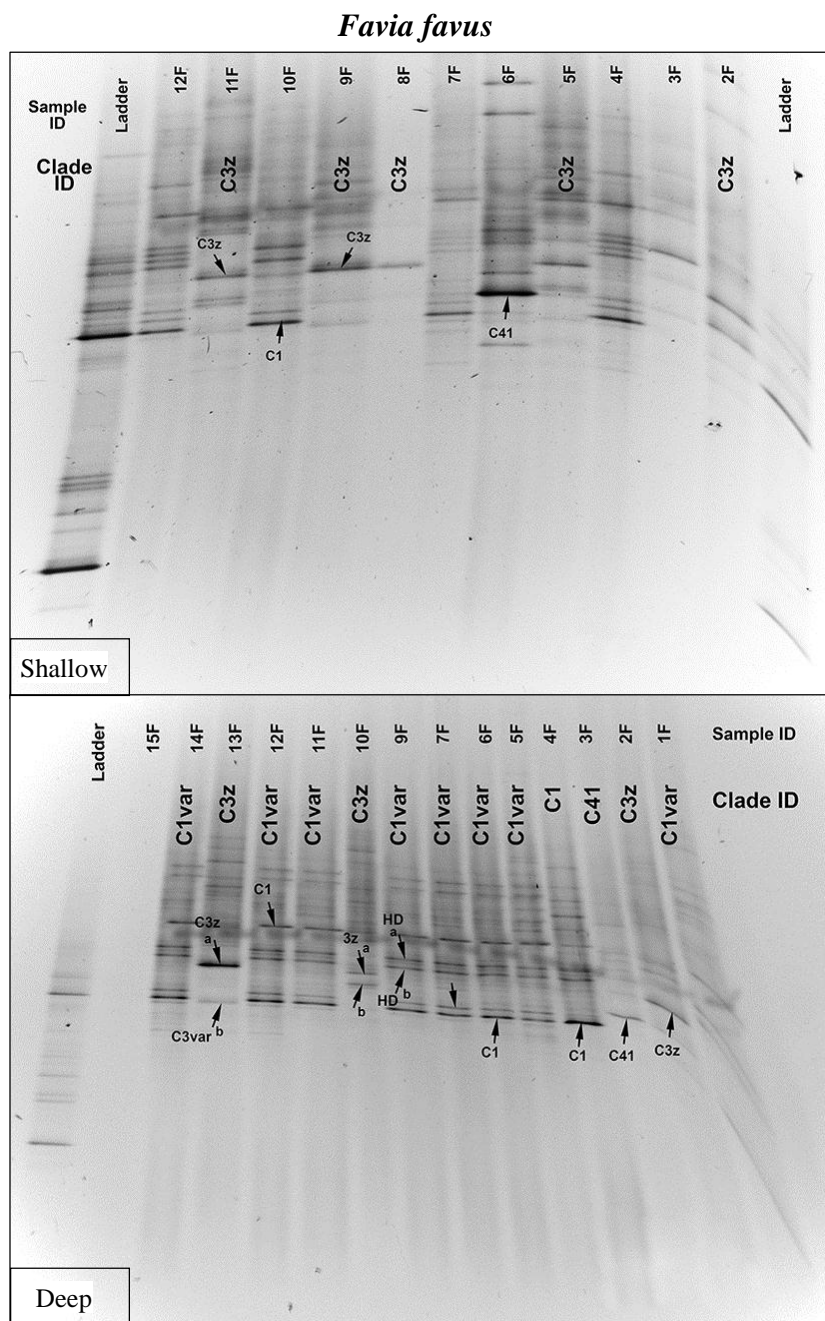 Favia favus
Sample ID
Ladder
12F
11F
10F
9F
8F
7F
6F
5F
4F
3F
2F
Ladder
Clade ID
C3z
C3z
C3z
C3z
C3z
C3z
C3z
C1
C41
Shallow
Ladder
15F
14F
13F
12F
11F
10F
9F
7F
6F
5F
4F
3F
2F
1F
Sample ID
C1var
C3z
C1var
C1var
C3z
C1var
C1var
C1var
C1var
C1
C41
C3z
C1var
Clade ID
C1
C3z
a
HD
a
3z
a
b
HD
b
C3var b
C1
C1
C41
C3z
Deep